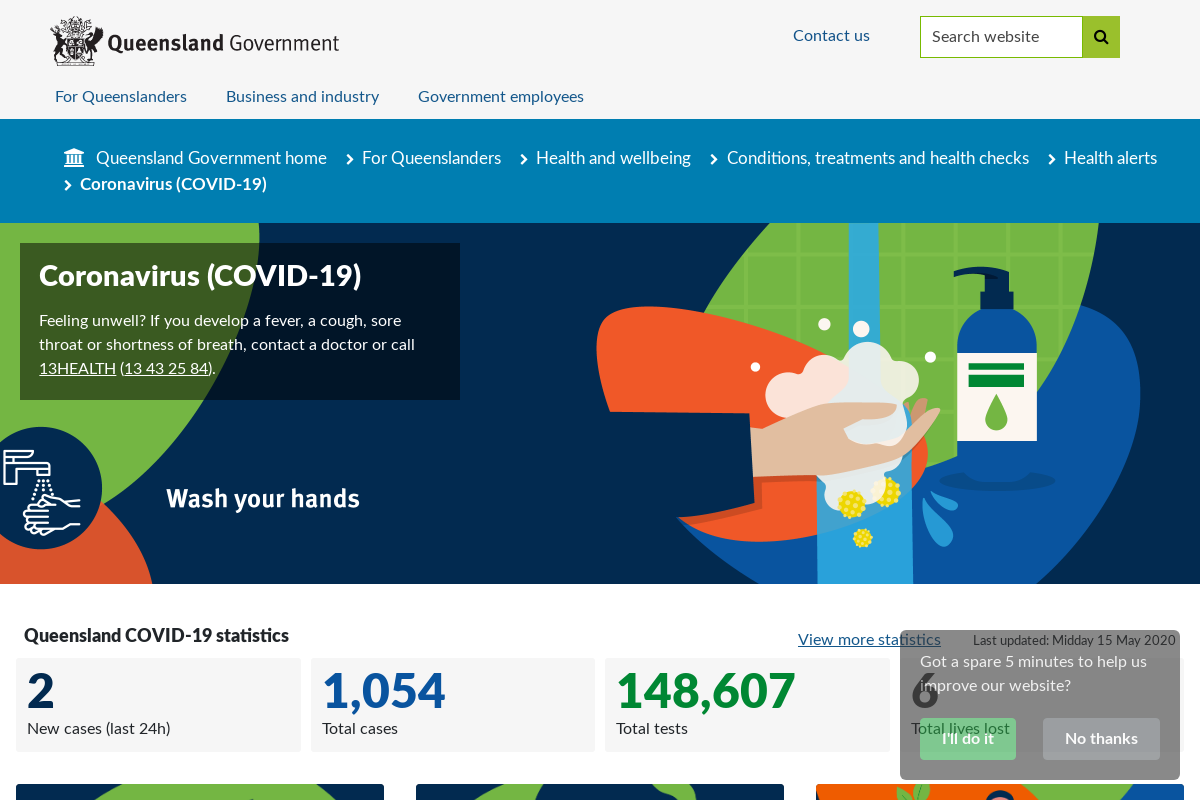 Queensland Government
Contact us
Search website
For Queenslanders
Business and industry
Government employees
Queensland Government home
For Queenslanders
Health and wellbeing
Conditions, treatments and health checks
Health alerts
Coronavirus (COVID-19)
Coronavirus (COVID-19)
Feeling unwell? If you develop a fever, a cough, sore
throat or shortness of breath, contact a doctor or call
13HEALTH (13 43 25 84).
Wash your hands
Queensland COVID-19 statistics
View more statistics
Last updated: Midday 15 May 2020
2
New cases (last 24h)
1,054
Total cases
148,607
Total tests
6
Total lives lost
Got a spare 5 minutes to help us
improve our website?
I'll do it
No thanks